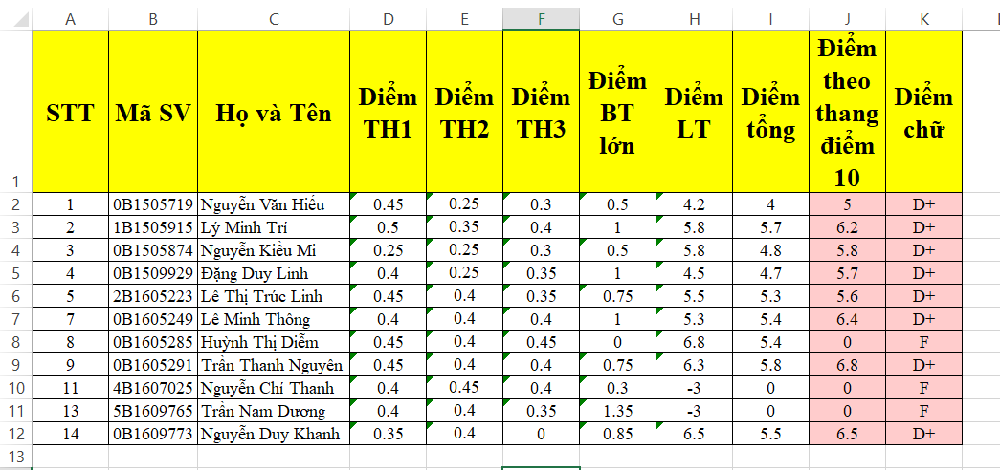 A B C D E F G H I J K
1 STT Mã SV Họ và Tên Điểm TH1 Điểm TH2 Điểm TH3 Điểm BT lớn Điểm LT Điểm tổng Điểm theo thang điểm 10 Điểm chữ
2 1 0B1505719 Nguyễn Văn Hiếu 0.45 0.25 0.3 0.5 4.2 4 5 D+
3 2 1B1505915 Lý Minh Trí 0.5 0.35 0.4 1 5.8 5.7 6.2 D+
4 3 0B1505874 Nguyễn Kiều Mi 0.25 0.25 0.3 0.5 5.8 4.8 5.8 D+
5 4 0B1509929 Đặng Duy Linh 0.4 0.25 0.35 1 4.5 4.7 5.7 D+
6 5 2B1605223 Lê Thị Trúc Linh 0.45 0.4 0.35 0.75 5.5 5.3 5.6 D+
7 7 0B1605249 Lê Minh Thông 0.4 0.4 0.4 1 5.3 5.4 6.4 D+
8 8 0B1605285 Huỳnh Thị Diễm 0.45 0.4 0.45 0 6.8 5.4 0 F
9 9 0B1605291 Trần Thanh Nguyên 0.45 0.4 0.4 0.75 6.3 5.8 6.8 D+
10 11 4B1607025 Nguyễn Chí Thanh 0.4 0.45 0.4 0.3 -3 0 0 F
11 13 5B1609765 Trần Nam Dương 0.4 0.4 0.35 1.35 -3 0 0 F
12 14 0B1609773 Nguyễn Duy Khanh 0.35 0.4 0 0.85 6.5 5.5 6.5 D+
13